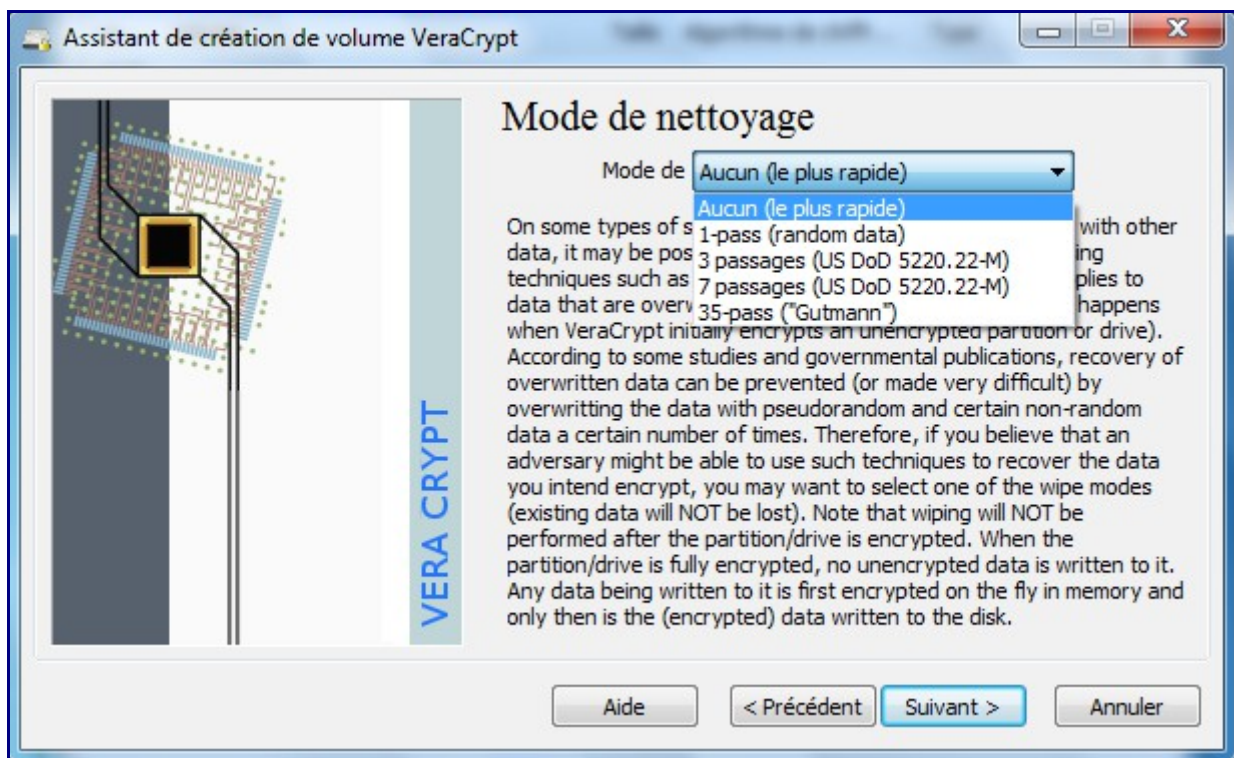 Assistant de création de volume VeraCrypt
Mode de nettoyage
Mode de Aucun (le plus rapide)
Aucun (le plus rapide)
1-pass (random data)
3 passages (US DoD 5220.22-M)
7 passages (US DoD 5220.22-M)
35-pass ("Gutmann")
On some types of s with other
data, it may be pos ing
techniques such as plies to
data that are overw happens
when VeraCrypt initially encrypts an unencrypted partition or drive).
According to some studies and governmental publications, recovery of
overwritten data can be prevented (or made very difficult) by
overwritting the data with pseudorandom and certain non-random
data a certain number of times. Therefore, if you believe that an
adversary might be able to use such techniques to recover the data
you intend encrypt, you may want to select one of the wipe modes
(existing data will NOT be lost). Note that wiping will NOT be
performed after the partition/drive is encrypted. When the
partition/drive is fully encrypted, no unencrypted data is written to it.
Any data being written to it is first encrypted on the fly in memory and
only then is the (encrypted) data written to the disk.
VERA CRYPT
Aide
< Précédent
Suivant >
Annuler